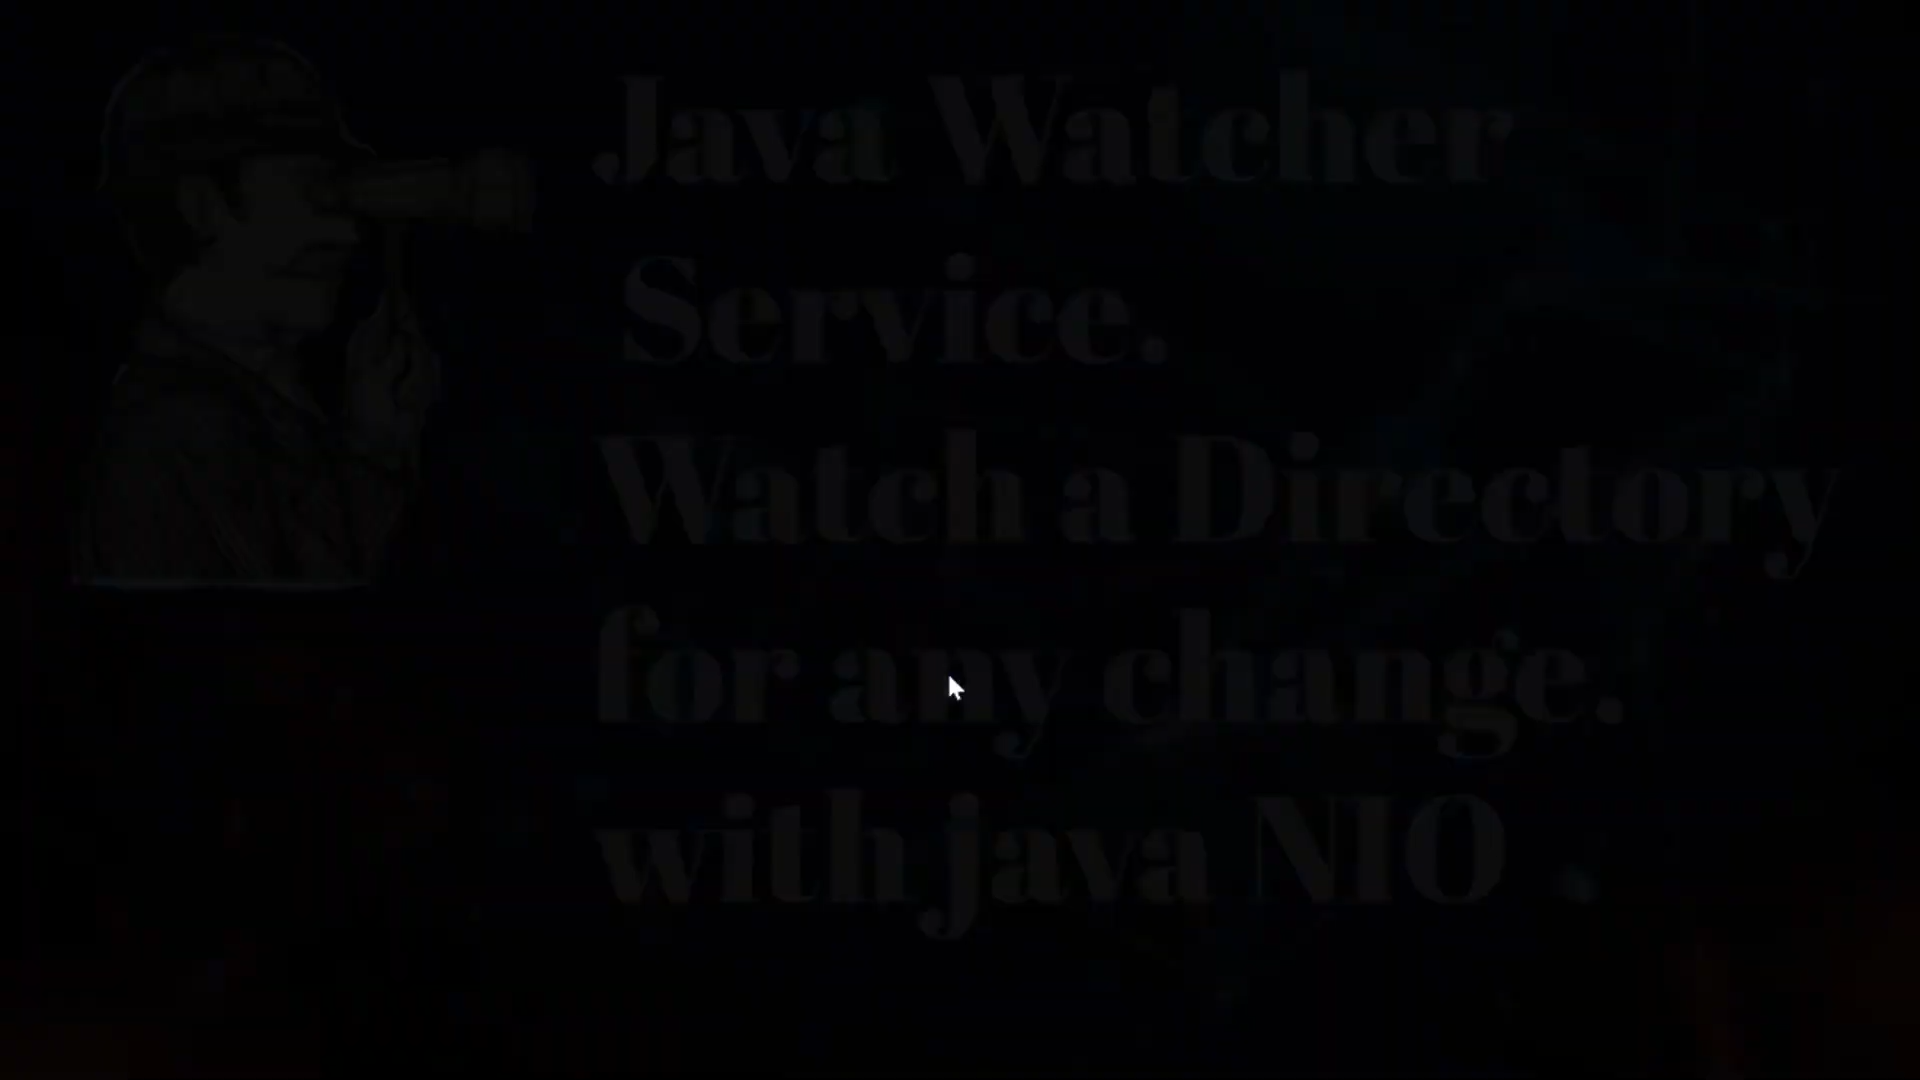 Java Watcher
Service.
Watch a Directory
for any change.
with java NIO